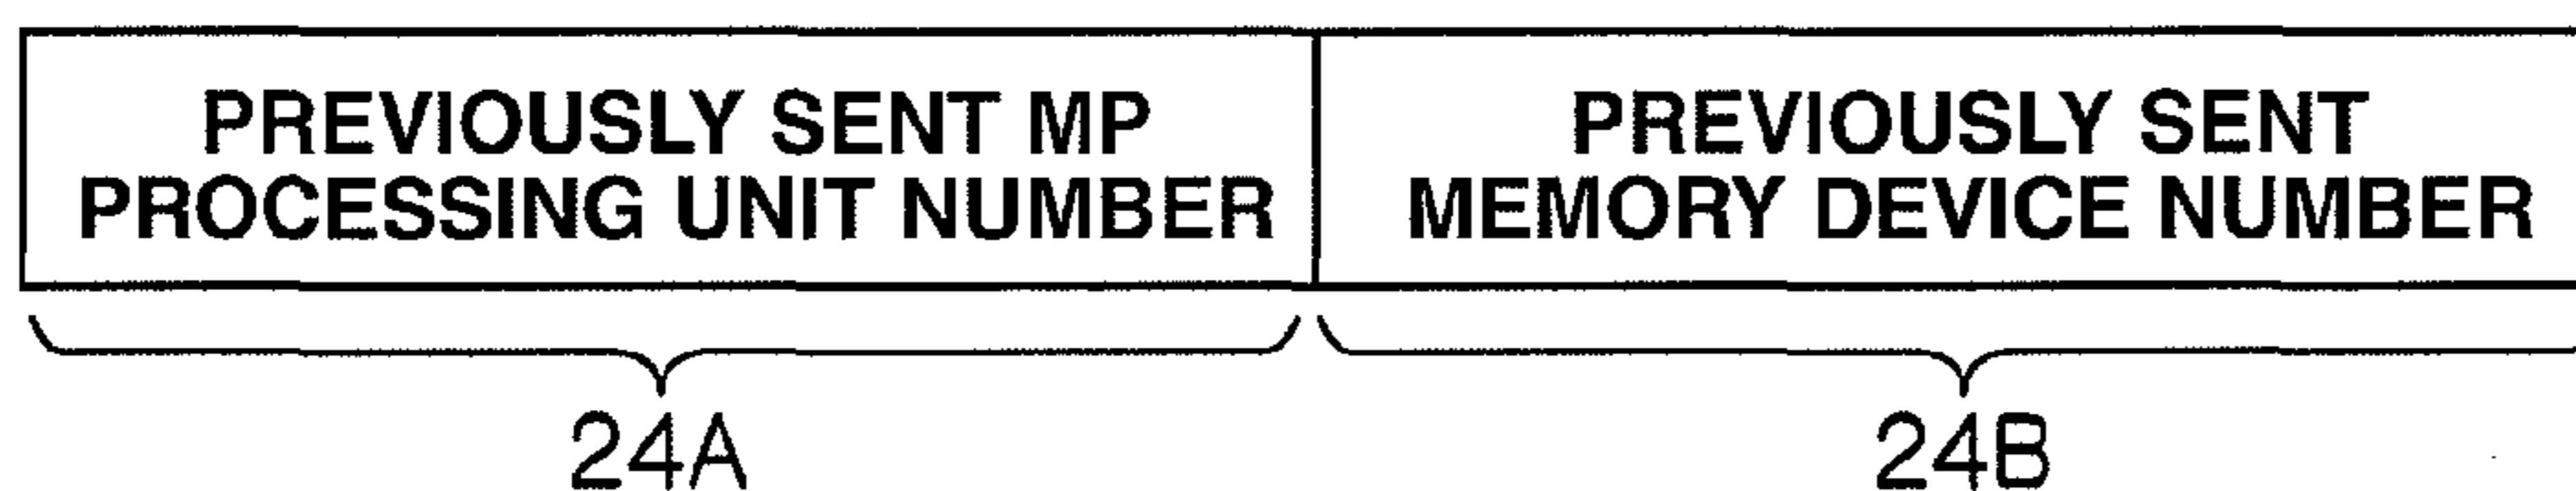 PREVIOUSLY SENT MP
PROCESSING UNIT NUMBER
PREVIOUSLY SENT
MEMORY DEVICE NUMBER
24A
24B